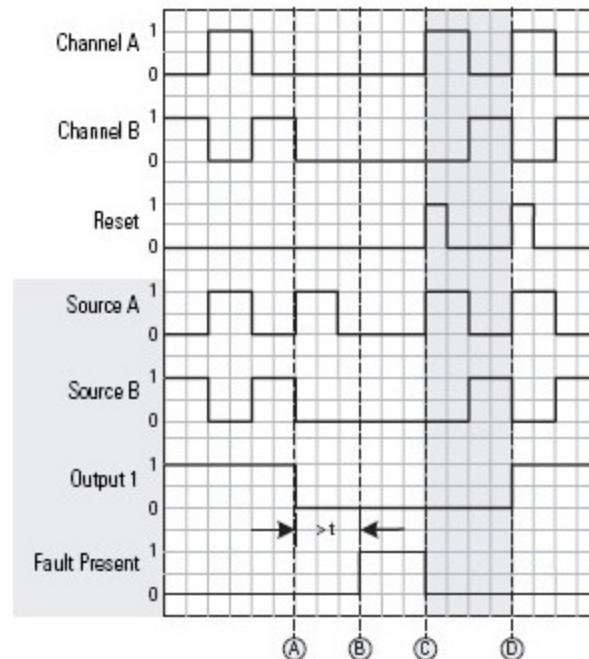 Channel A 1
0
Channel B 1
0
Reset 1
0
Source A 1
0
Source B 1
0
Output 1 1
0
> t
Fault Present 1
0
A B C D